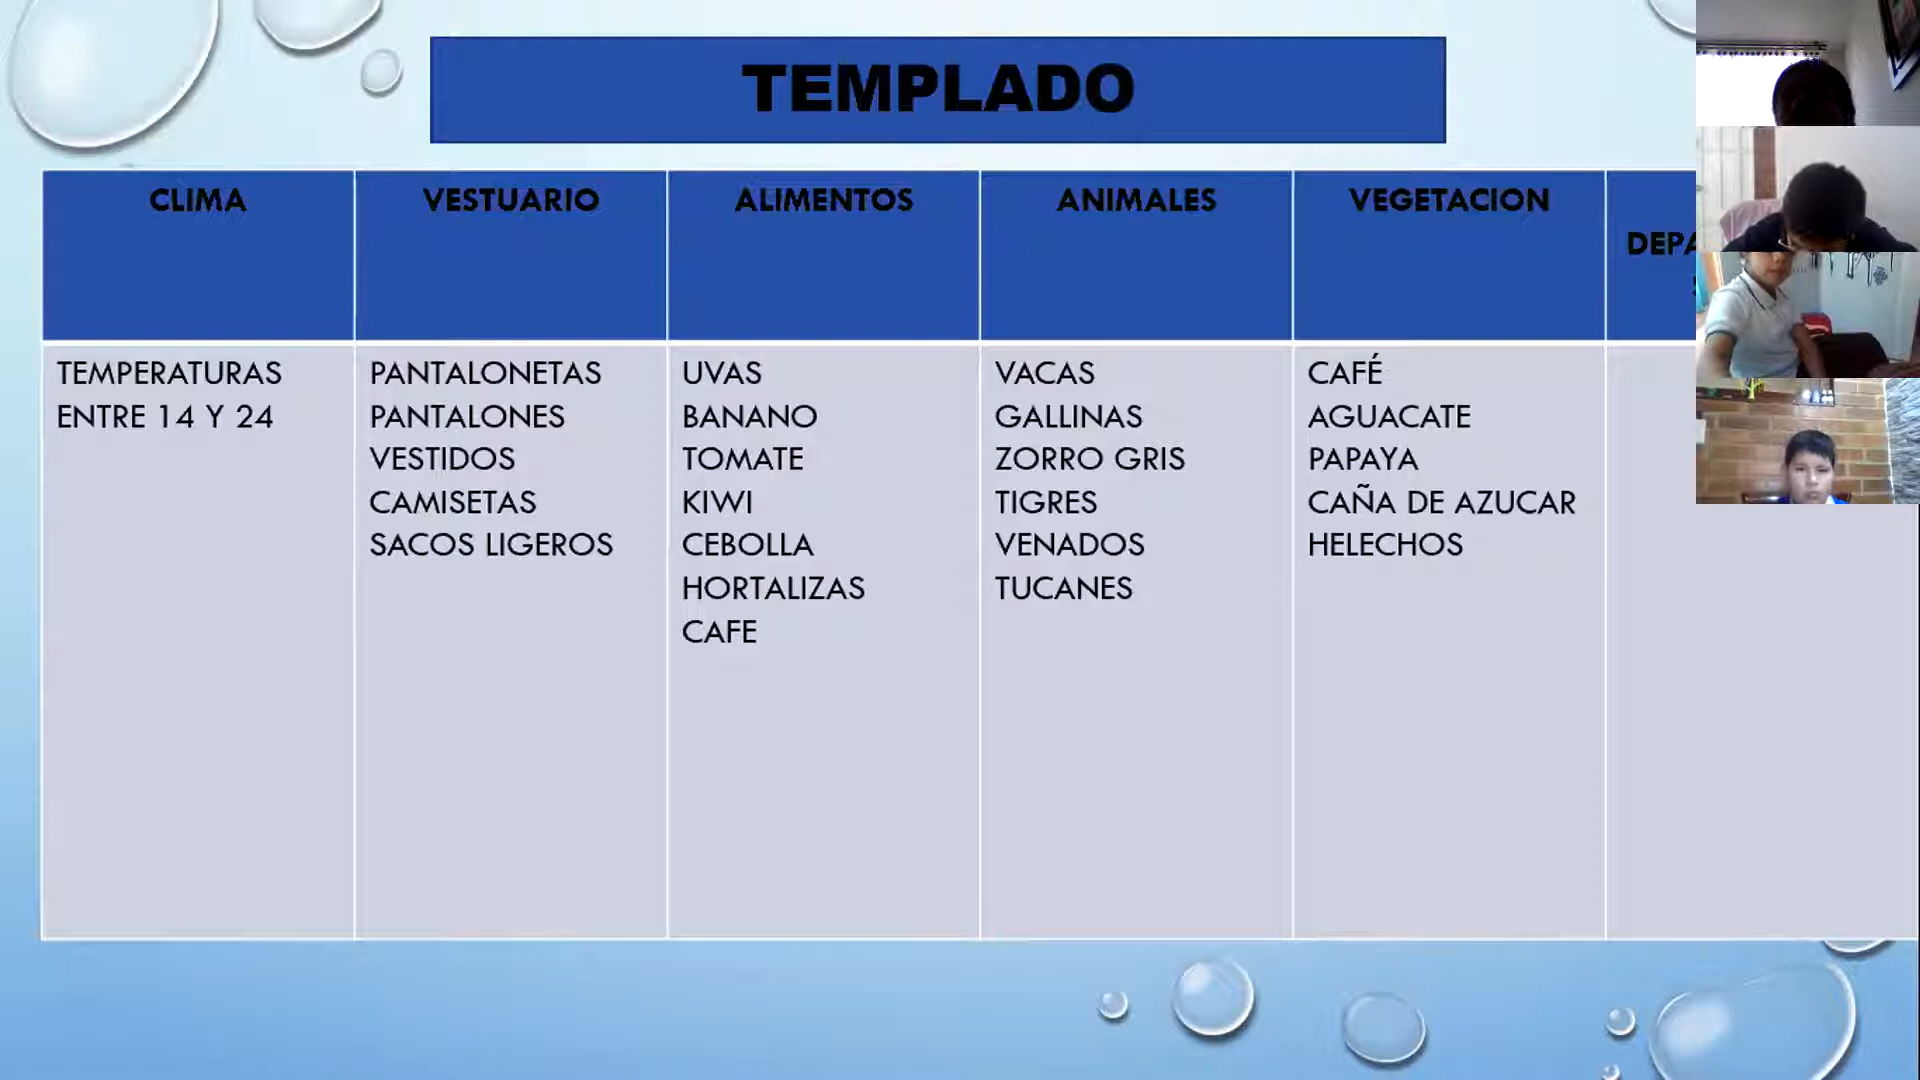 TEMPLADO
CLIMA
VESTUARIO
ALIMENTOS
ANIMALES
VEGETACION
TEMPERATURAS
ENTRE 14 Y 24
PANTALONETAS
PANTALONES
VESTIDOS
CAMISETAS
SACOS LIGEROS
UVAS
BANANO
TOMATE
KIWI
CEBOLLA
HORTALIZAS
CAFE
VACAS
GALLINAS
ZORRO GRIS
TIGRES
VENADOS
TUCANES
CAFÉ
AGUACATE
PAPAYA
CAÑA DE AZUCAR
HELECHOS